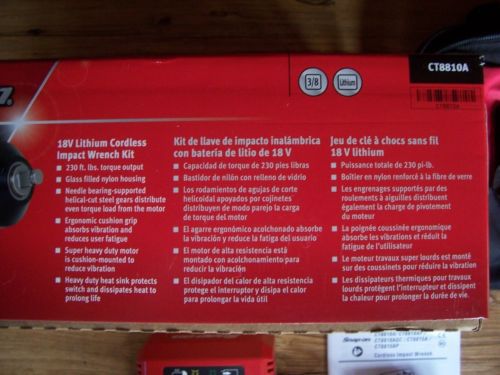 3/8
Lithium
CT8810A
CT8810A
18V Lithium Cordless
Impact Wrench Kit
• 230 ft. lbs. torque output
• Glass filled nylon housing
• Needle bearing-supported
helical-cut steel gears distribute
even torque load from the motor
• Ergonomic cushion grip
absorbs vibration and
reduces user fatigue
• Super heavy duty motor
is cushion-mounted to
reduce vibration
• Heavy duty heat sink protects
switch and dissipates heat to
prolong life
Kit de llave de impacto inalámbrica
con batería de litio de 18 V
• Capacidad de torque de 230 pies libras
• Bastidor de nilón con relleno de vidrio
• Los rodamientos de agujas de corte
helicoidal apoyados por cojinetes
distribuyen de modo parejo la carga
de torque del motor
• El agarre ergonómico acolchonado absorbe
la vibración y reduce la fatiga del usuario
• El motor de alta resistencia está
montado con acolchonamiento para
reducir la vibración
• El disipador del calor de alta resistencia
protege el interruptor y disipa el calor
para prolongar la vida útil
Jeu de clé à chocs sans fil
18 V lithium
• Puissance totale de 230 pi-lb.
• Boîtier en nylon renforcé à la fibre de verre
• Les engrenages supportés par des
roulements à aiguilles distribuent
également la charge de pivotement
du moteur
• La poignée coussinée ergonomique
absorbe les vibrations et réduit la
fatigue de l'utilisateur
• Le moteur travaux super lourds est monté
sur des coussinets pour réduire la vibration
• Les dissipateurs thermiques pour travaux
lourds protègent l'interrupteur et dissipent
la chaleur pour prolonger la durée de vie.
Snap-on
Cordless Impact Wrench